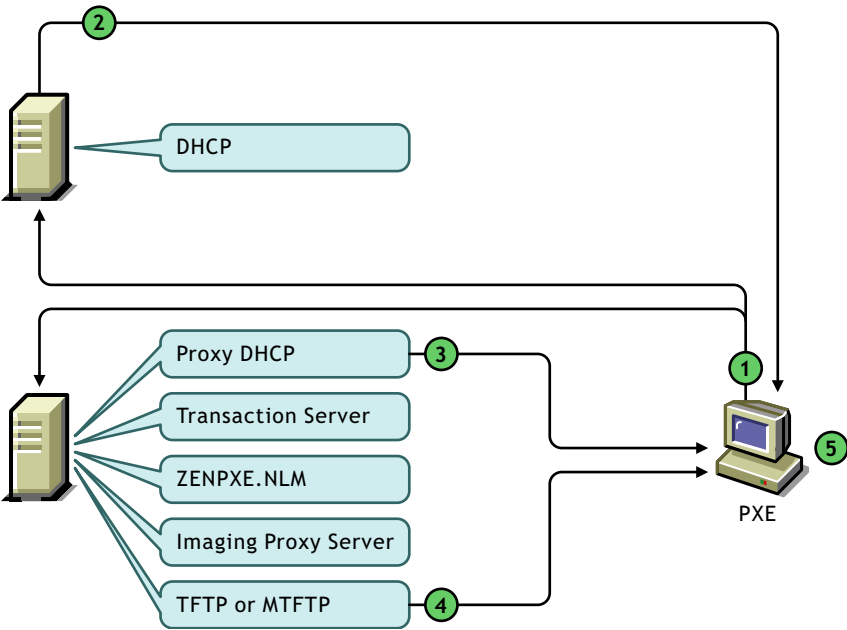 2
DHCP
Proxy DHCP
3
1
Transaction Server
5
ZENPXE.NLM
PXE
Imaging Proxy Server
TFTP or MTFTP
4